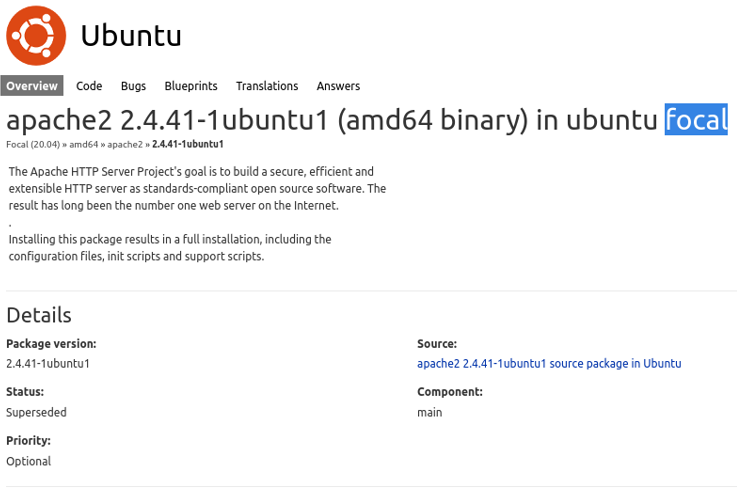 Ubuntu
Overview Code Bugs Blueprints Translations Answers
apache2 2.4.41-1ubuntu1 (amd64 binary) in ubuntu focal
Focal (20.04) » amd64 » apache2 » 2.4.41-1ubuntu1
The Apache HTTP Server Project's goal is to build a secure, efficient and
extensible HTTP server as standards-compliant open source software. The
result has long been the number one web server on the Internet.
.
Installing this package results in a full installation, including the
configuration files, init scripts and support scripts.
Details
Package version:
2.4.41-1ubuntu1
Source:
apache2 2.4.41-1ubuntu1 source package in Ubuntu
Status:
Superseded
Component:
main
Priority:
Optional